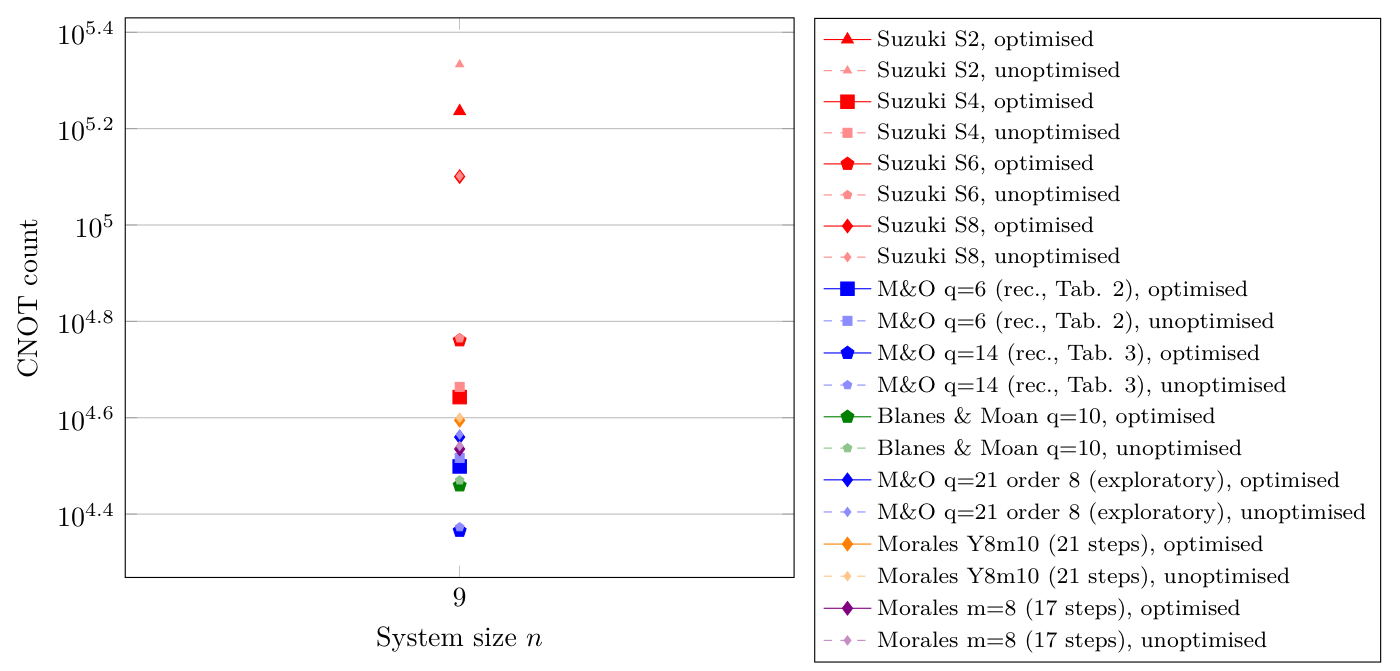 10^5.4
10^5.2
10^5
10^4.8
10^4.6
10^4.4
CNOT count
9
System size n
Suzuki S2, optimised
Suzuki S2, unoptimised
Suzuki S4, optimised
Suzuki S4, unoptimised
Suzuki S6, optimised
Suzuki S6, unoptimised
Suzuki S8, optimised
Suzuki S8, unoptimised
M&O q=6 (rec., Tab. 2), optimised
M&O q=6 (rec., Tab. 2), unoptimised
M&O q=14 (rec., Tab. 3), optimised
M&O q=14 (rec., Tab. 3), unoptimised
Blanes & Moan q=10, optimised
Blanes & Moan q=10, unoptimised
M&O q=21 order 8 (exploratory), optimised
M&O q=21 order 8 (exploratory), unoptimised
Morales Y8m10 (21 steps), optimised
Morales Y8m10 (21 steps), unoptimised
Morales m=8 (17 steps), optimised
Morales m=8 (17 steps), unoptimised